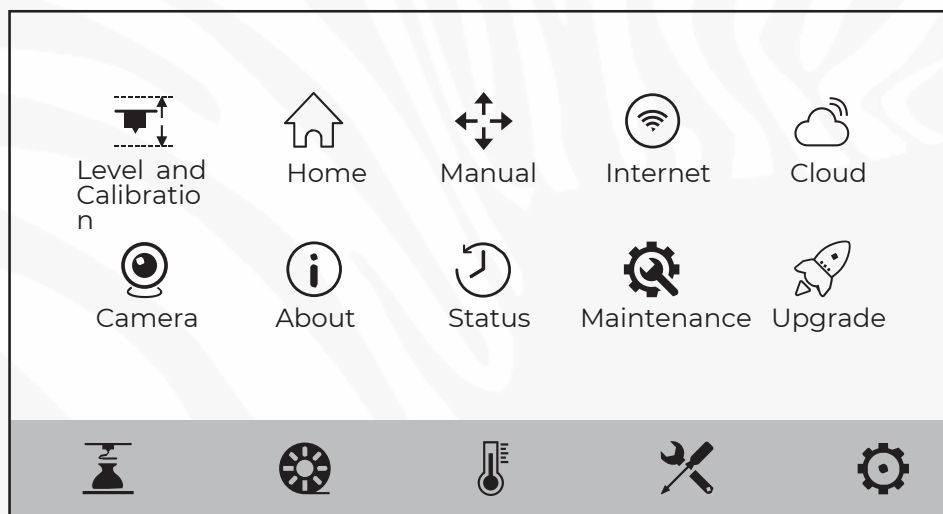 Level and
Calibratio
n
Home
Manual
Internet
Cloud
Camera
About
Status
Maintenance
Upgrade